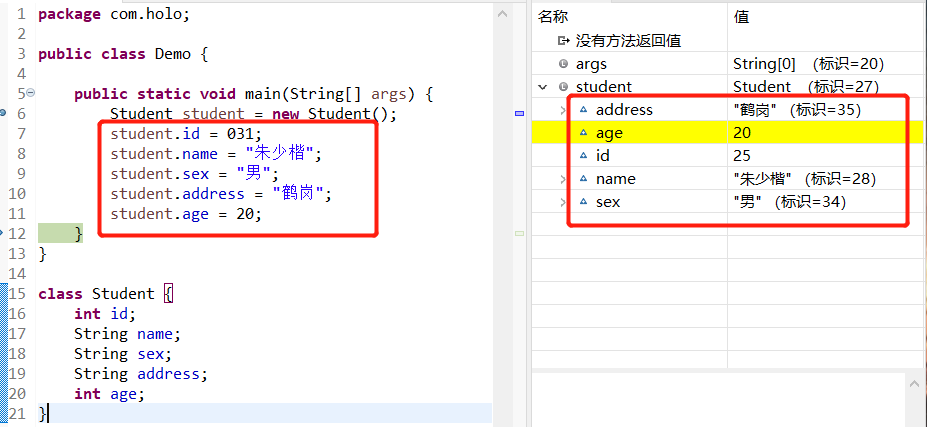 1 package com.holo;
2
3 public class Demo {
4
5 public static void main(String[] args) {
6 Student student = new Student();
7 student.id = 031;
8 student.name = "朱少楷";
9 student.sex = "男";
10 student.address = "鹤岗";
11 student.age = 20;
12 }
13 }
14
15 class Student {
16 int id;
17 String name;
18 String sex;
19 String address;
20 int age;
21 }
名称 值
没有方法返回值
args String[0] (标识=20)
student Student (标识=27)
address "鹤岗" (标识=35)
age 20
id 25
name "朱少楷" (标识=28)
sex "男" (标识=34)